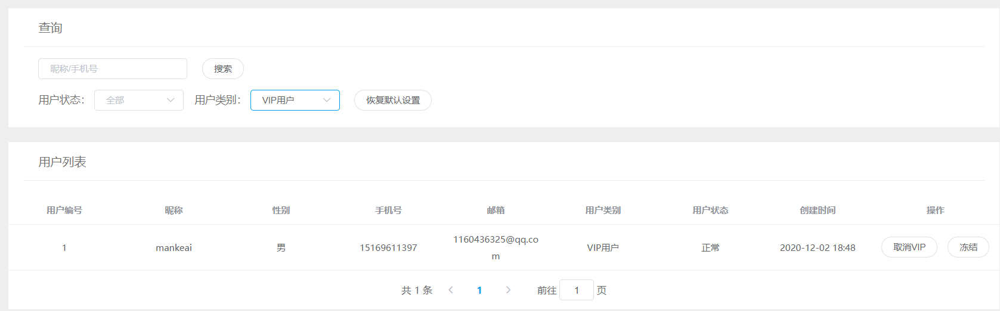 查询
昵称/手机号 搜索
用户状态： 全部 用户类别： VIP用户 恢复默认设置
用户列表
用户编号 昵称 性别 手机号 邮箱 用户类别 用户状态 创建时间 操作
1 mankeai 男 15169611397 1160436325@qq.co VIP用户 正常 2020-12-02 18:48 取消VIP 冻结
m
共 1 条 1 前往 1 页